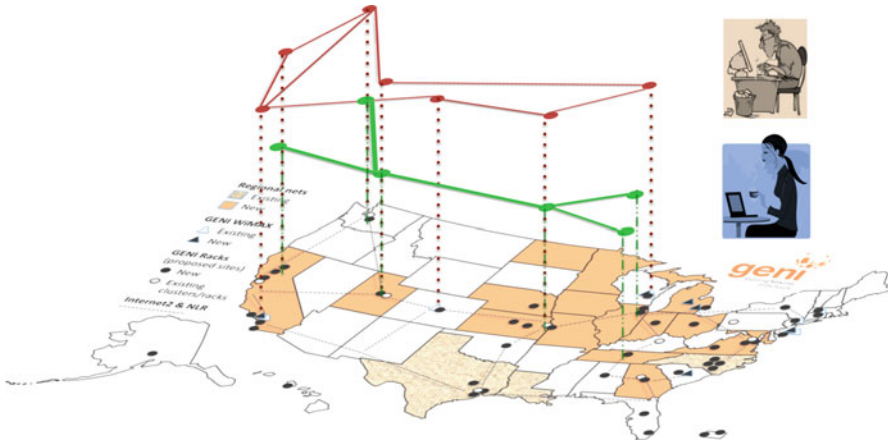 Regional nets
Existing
New
GENI WiMAX
Existing
New
GENI Racks
(proposed sites)
New
Existing
clusters/racks
Internet2 & NLR
geni